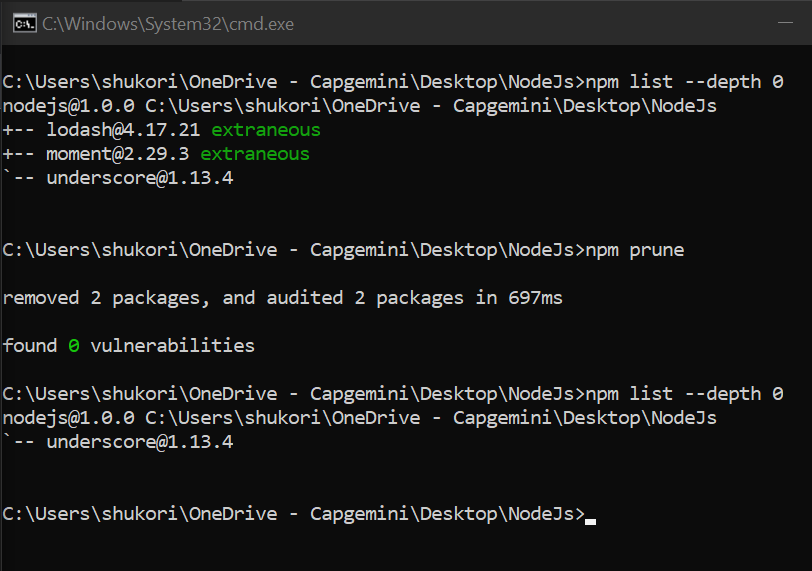 C:\Windows\System32\cmd.exe
C:\Users\shukori\OneDrive - Capgemini\Desktop\NodeJs>npm list --depth 0
nodejs@1.0.0 C:\Users\shukori\OneDrive - Capgemini\Desktop\NodeJs
+-- lodash@4.17.21 extraneous
+-- moment@2.29.3 extraneous
`-- underscore@1.13.4
C:\Users\shukori\OneDrive - Capgemini\Desktop\NodeJs>npm prune
removed 2 packages, and audited 2 packages in 697ms
found 0 vulnerabilities
C:\Users\shukori\OneDrive - Capgemini\Desktop\NodeJs>npm list --depth 0
nodejs@1.0.0 C:\Users\shukori\OneDrive - Capgemini\Desktop\NodeJs
`-- underscore@1.13.4
C:\Users\shukori\OneDrive - Capgemini\Desktop\NodeJs>